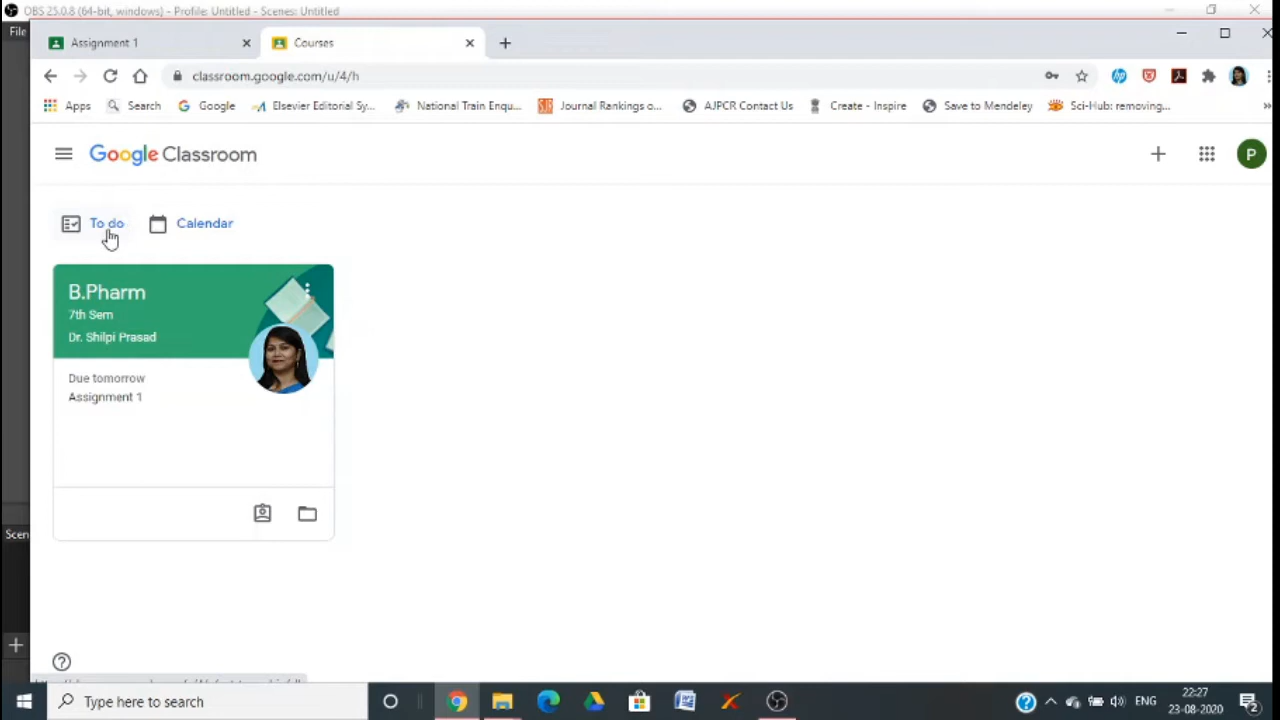 OBS 25.0.8 (64-bit, windows) - Profile: Untitled - Scenes: Untitled
File
Assignment 1
Courses
classroom.google.com/u/4/h
Apps
Search
Google
Elsevier Editorial Sy...
National Train Enqu...
Journal Rankings o...
AJPCR Contact Us
Create - Inspire
Save to Mendeley
Sci-Hub: removing...
Google Classroom
P
To do
Calendar
B.Pharm
7th Sem
Dr. Shilpi Prasad
Due tomorrow
Assignment 1
Scen
Type here to search
ENG
22:27
23-08-2020
2